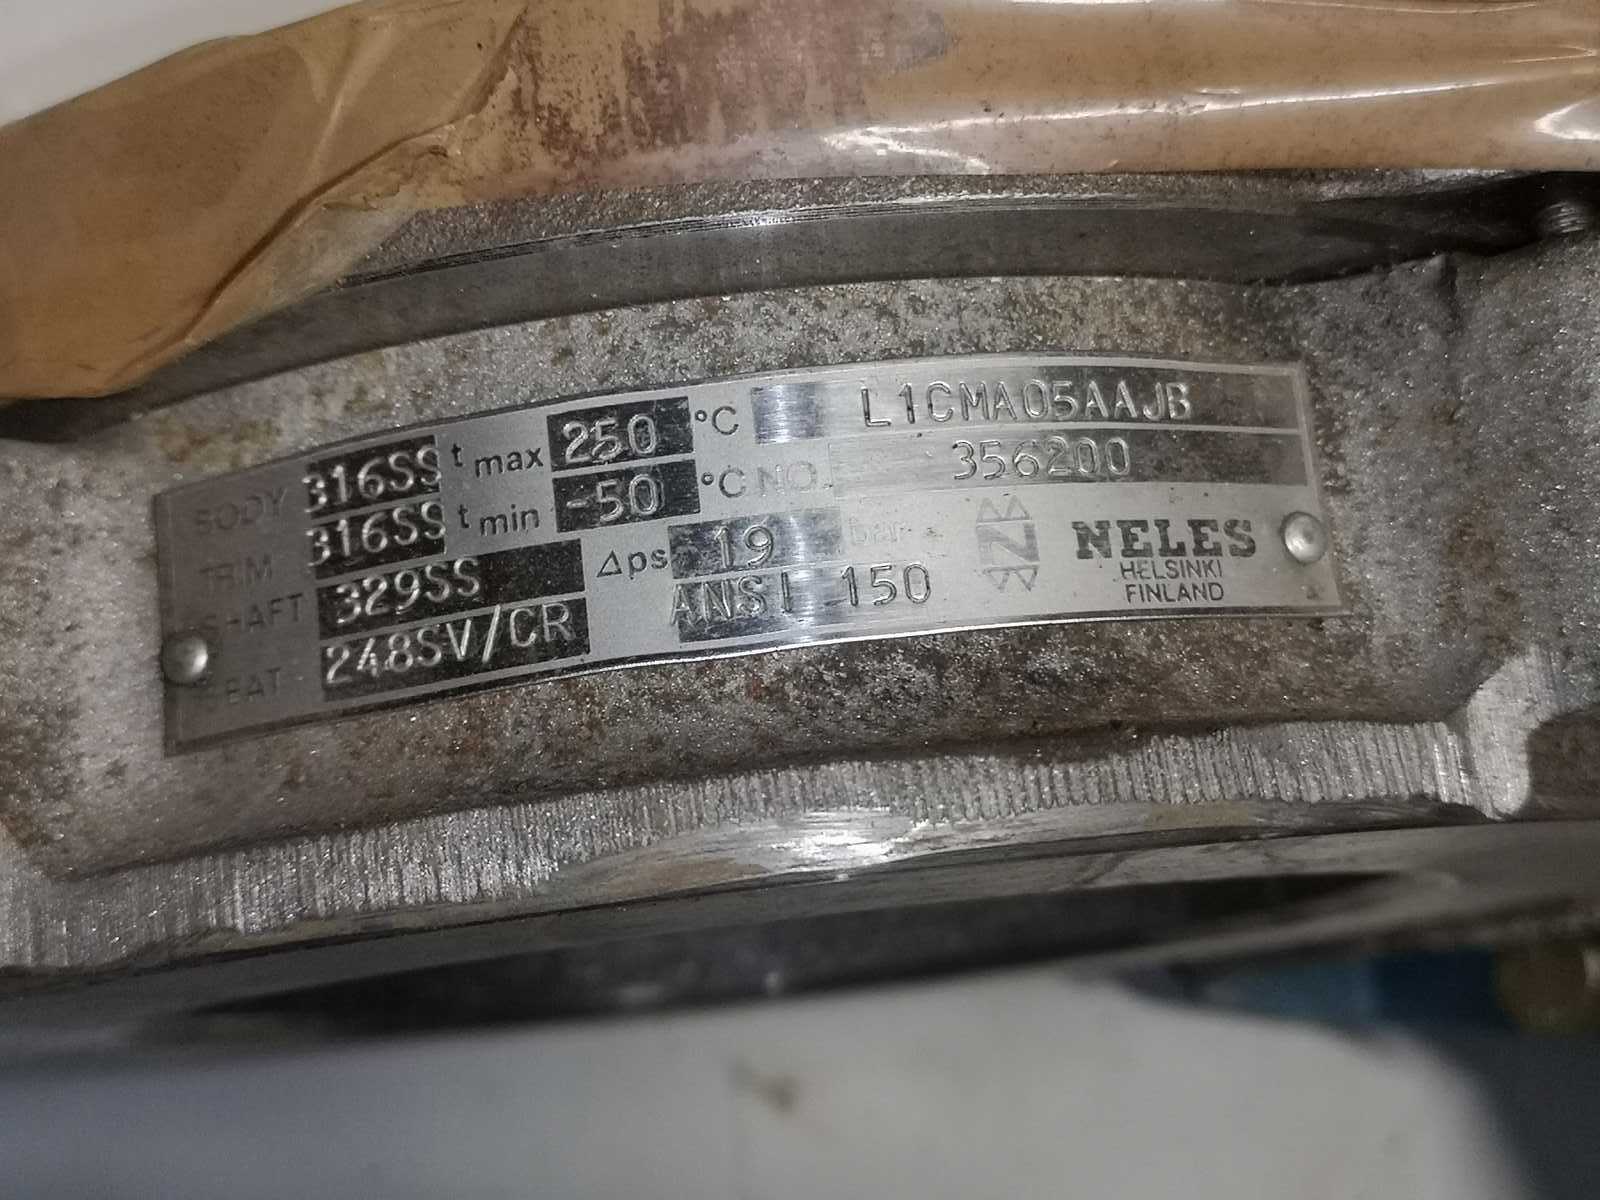 BODY 316SS t max 250 °C L1CMA05AAJB
TRIM 316SS t min -50 °C NO. 356200
SHAFT 329SS Δps 19 bar NELES
SEAT 248SV/CR ANSI 150 HELSINKI
FINLAND